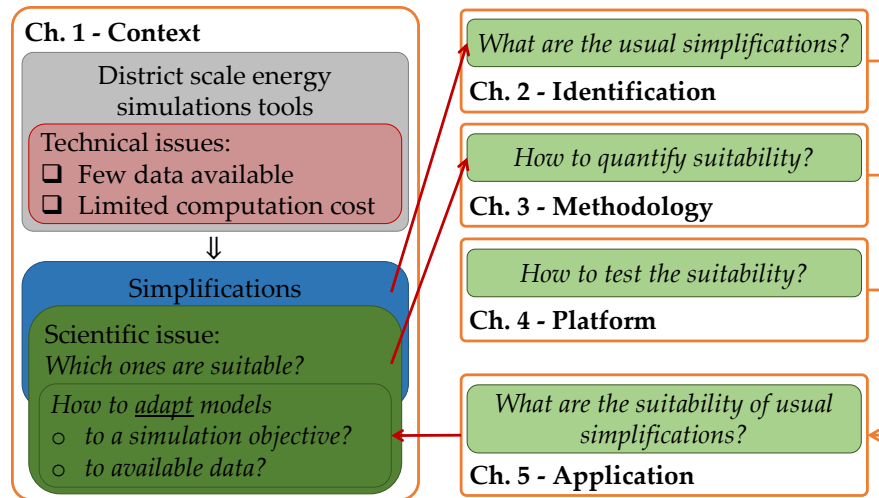 Ch. 1 - Context
District scale energy
simulations tools
Technical issues:
❑ Few data available
❑ Limited computation cost
⇓
Simplifications
Scientific issue:
Which ones are suitable?
How to adapt models
o to a simulation objective?
o to available data?
What are the usual simplifications?
Ch. 2 - Identification
How to quantify suitability?
Ch. 3 - Methodology
How to test the suitability?
Ch. 4 - Platform
What are the suitability of usual
simplifications?
Ch. 5 - Application